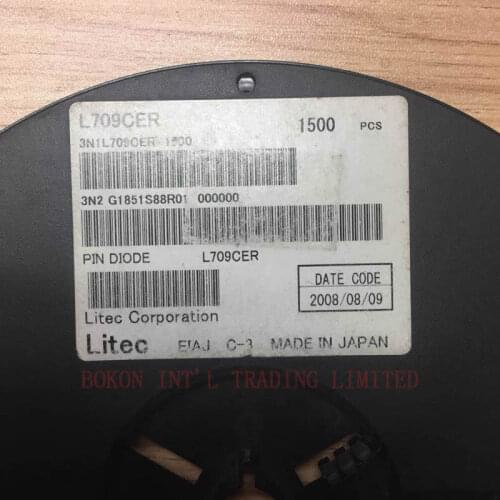 L709CER 1500 PCS
3N1L709CER 1500
3N2 G1851S88R01 000000
PIN DIODE L709CER
DATE CODE
2008/08/09
Litec Corporation
Litec EIAJ C-3 MADE IN JAPAN
BOKON INT'L TRADING LIMITED